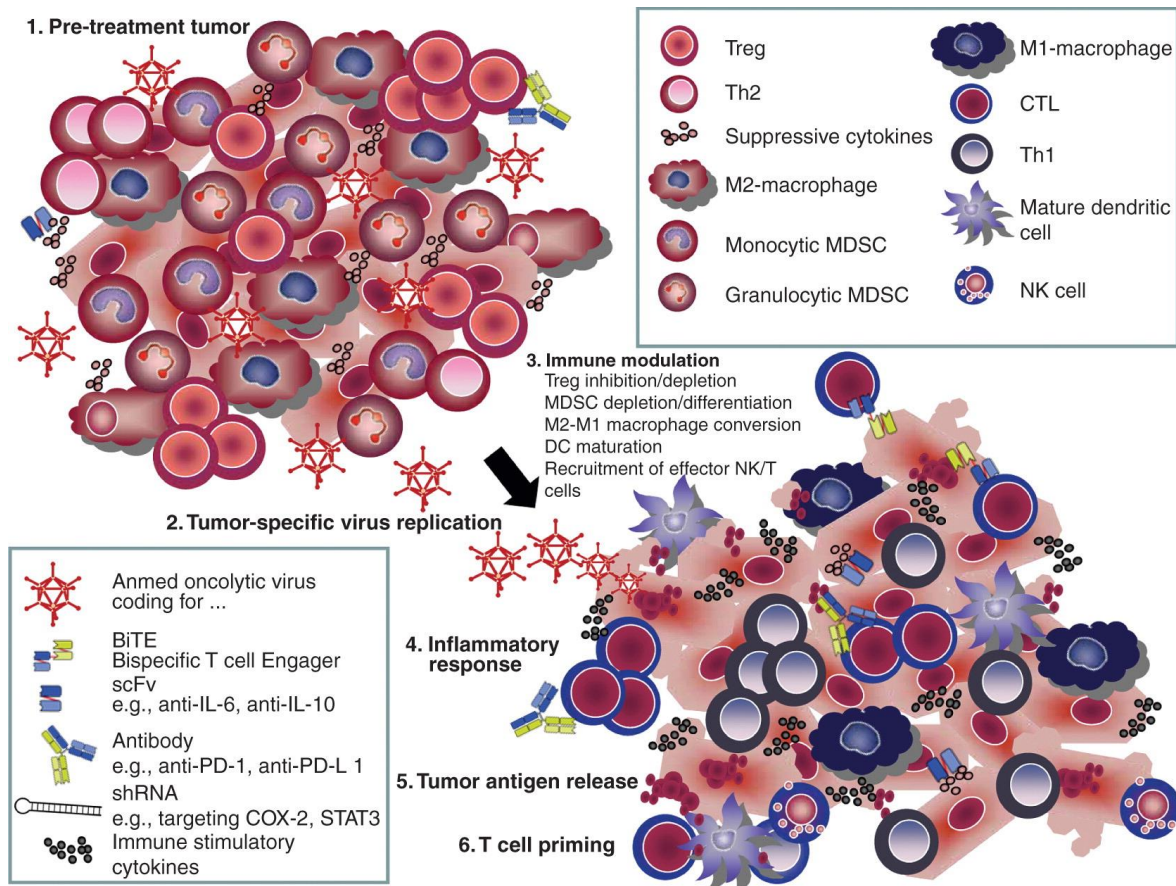 1. Pre-treatment tumor
Treg
Th2
Suppressive cytokines
M2-macrophage
Monocytic MDSC
Granulocytic MDSC
M1-macrophage
CTL
Th1
Mature dendritic
cell
NK cell
3. Immune modulation
Treg inhibition/depletion
MDSC depletion/differentiation
M2-M1 macrophage conversion
DC maturation
Recruitment of effector NK/T
cells
2. Tumor-specific virus replication
Anmed oncolytic virus
coding for ...
BiTE
Bispecific T cell Engager
scFv
e.g., anti-IL-6, anti-IL-10
Antibody
e.g., anti-PD-1, anti-PD-L 1
shRNA
e.g., targeting COX-2, STAT3
Immune stimulatory
cytokines
4. Inflammatory
response
5. Tumor antigen release
6. T cell priming